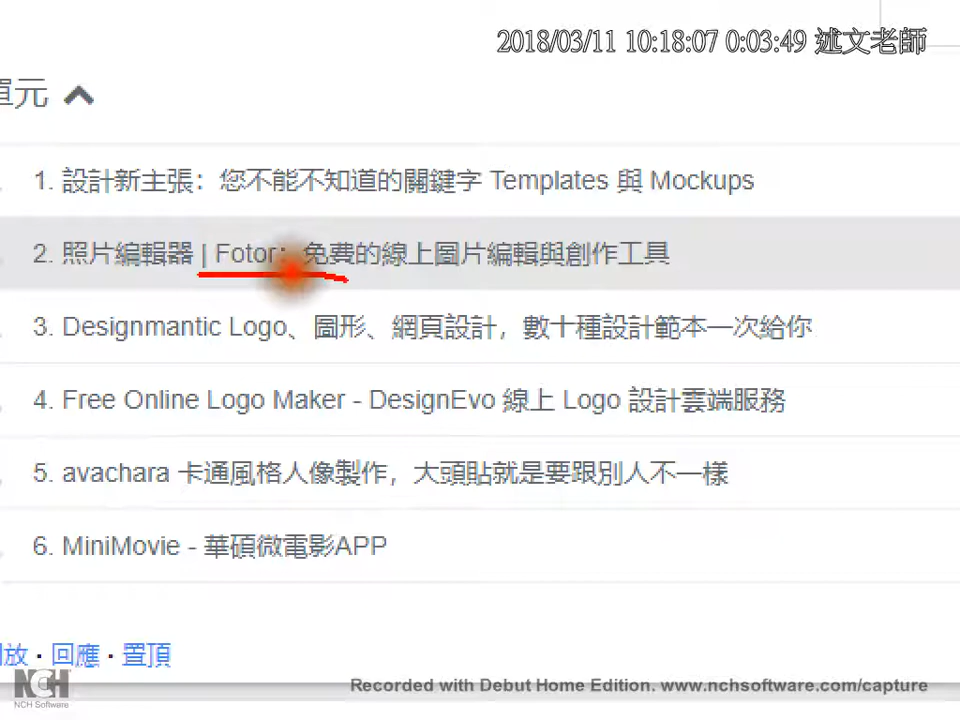 2018/03/11 10:18:07 0:03:49 述文老師
單元
1. 設計新主張：您不能不知道的關鍵字 Templates 與 Mockups
2. 照片編輯器 | Fotor：免費的線上圖片編輯與創作工具
3. Designmantic Logo、圖形、網頁設計，數十種設計範本一次給你
4. Free Online Logo Maker - DesignEvo 線上 Logo 設計雲端服務
5. avachara 卡通風格人像製作，大頭貼就是要跟別人不一樣
6. MiniMovie - 華碩微電影APP
放 · 回應 · 置頂
NCH
NCH Software
Recorded with Debut Home Edition. www.nchsoftware.com/capture